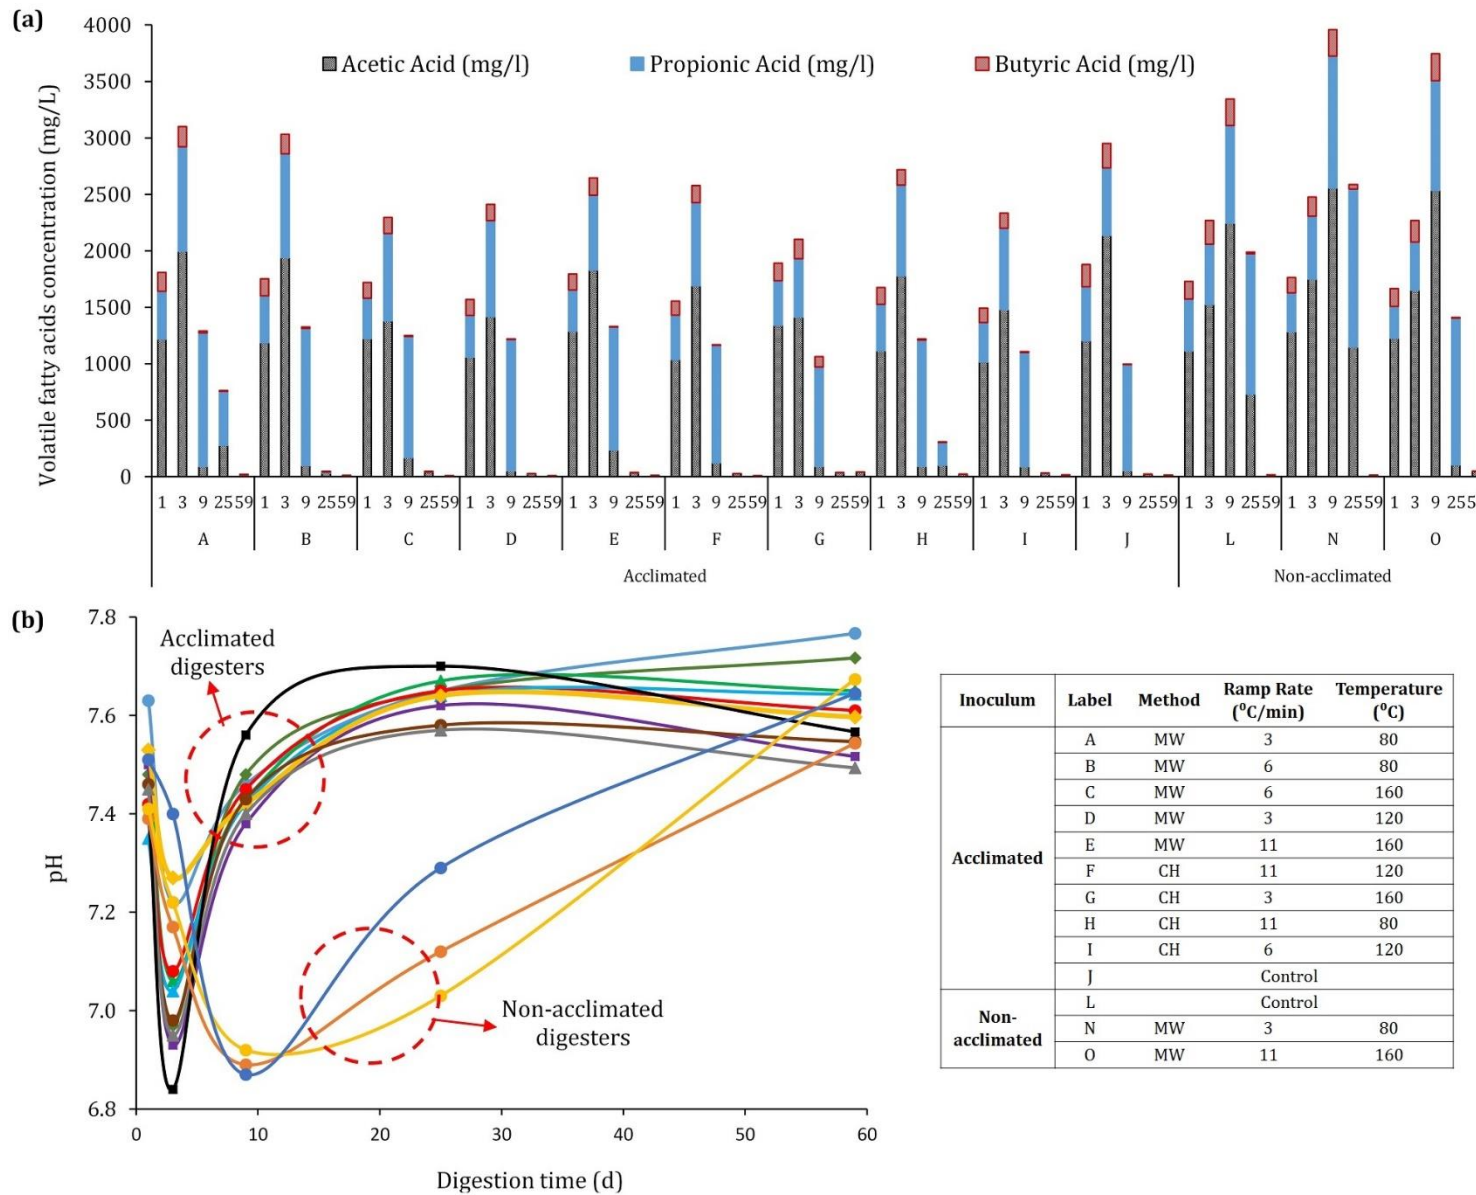 (a)
4000
3500
3000
2500
2000
1500
1000
500
0
Volatile fatty acids concentration (mg/L)
Acetic Acid (mg/l) Propionic Acid (mg/l) Butyric Acid (mg/l)
1 3 9 2559 1 3 9 2559 1 3 9 2559 1 3 9 2559 1 3 9 2559 1 3 9 2559 1 3 9 2559 1 3 9 2559 1 3 9 2559 1 3 9 2559 1 3 9 2559 1 3 9 2559 1 3 9 255
A B C D E F G H I J L N O
Acclimated Non-acclimated
(b)
7.8
7.6
7.4
7.2
7.0
6.8
pH
Acclimated
digesters
Non-acclimated
digesters
0 10 20 30 40 50 60
Digestion time (d)
Inoculum Label Method Ramp Rate (⁰C/min) Temperature (⁰C)
Acclimated
A MW 3 80
B MW 6 80
C MW 6 160
D MW 3 120
E MW 11 160
F CH 11 120
G CH 3 160
H CH 11 80
I CH 6 120
J Control
Non-acclimated
L Control
N MW 3 80
O MW 11 160